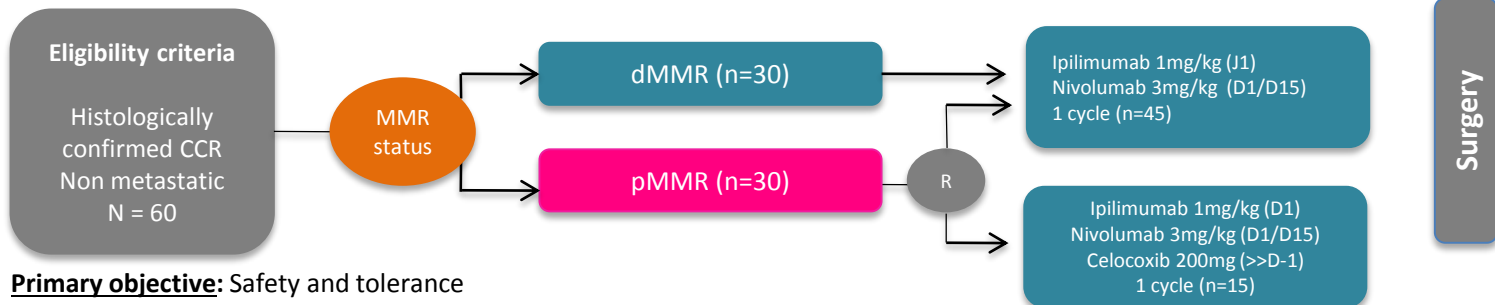 Eligibility criteria
Histologically
confirmed CCR
Non metastatic
N = 60
MMR
status
dMMR (n=30)
pMMR (n=30)
R
Ipilimumab 1mg/kg (J1)
Nivolumab 3mg/kg (D1/D15)
1 cycle (n=45)
Ipilimumab 1mg/kg (D1)
Nivolumab 3mg/kg (D1/D15)
Celocoxib 200mg (>>D-1)
1 cycle (n=15)
Surgery
Primary objective: Safety and tolerance